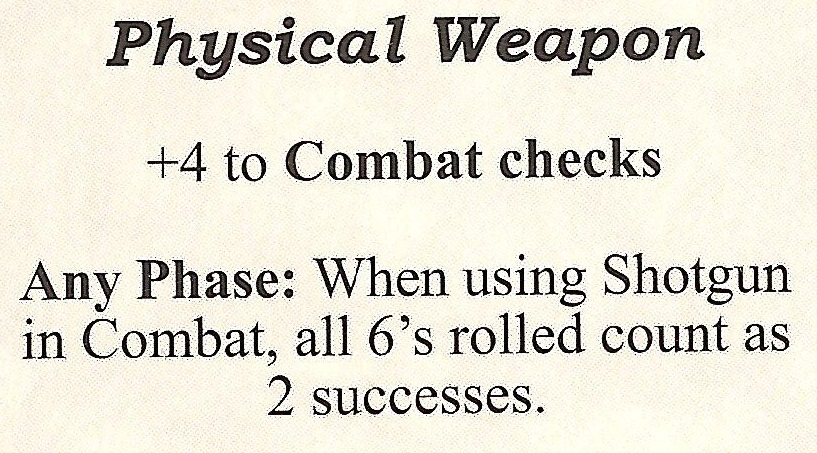 Physical Weapon
+4 to Combat checks
Any Phase: When using Shotgun
in Combat, all 6's rolled count as
2 successes.